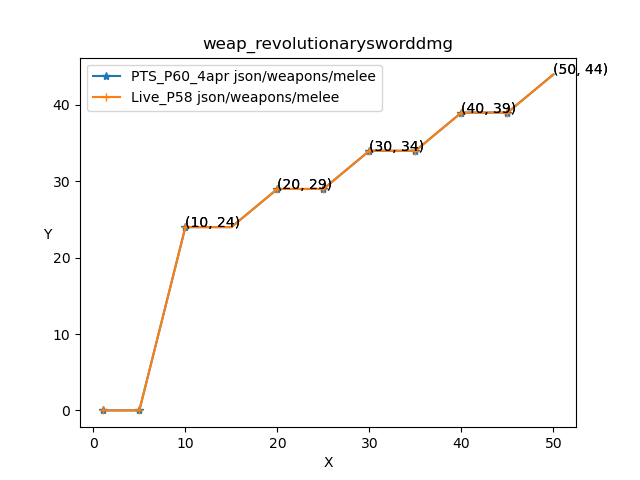 weap_revolutionarysworddmg
PTS_P60_4apr json/weapons/melee
Live_P58 json/weapons/melee
(50, 44)
(40, 39)
(30, 34)
(20, 29)
(10, 24)
Y
40
30
20
10
0
0 10 20 30 40 50
X